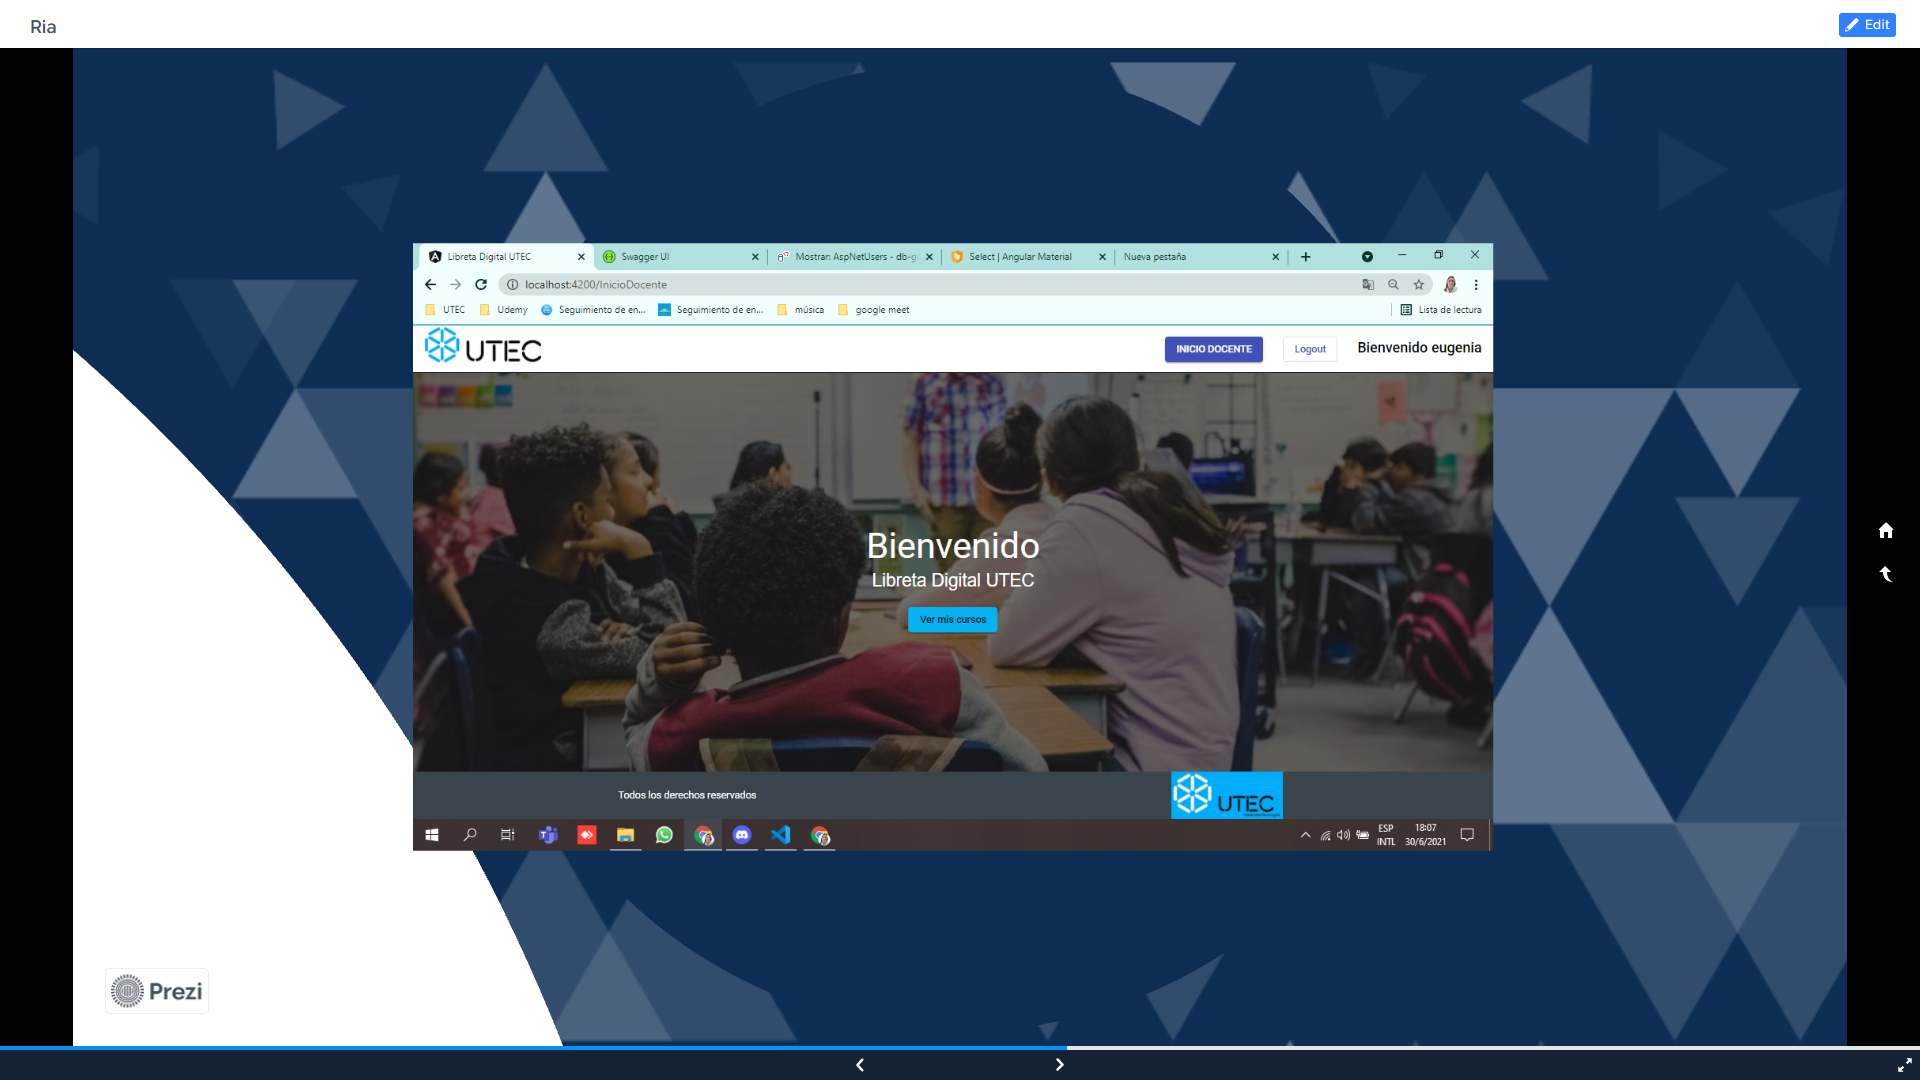 Ria
Edit
Libreta Digital UTEC
Swagger UI
Mostrar: AspNetUsers - db-g
Select | Angular Material
Nueva pestaña
localhost:4200/InicioDocente
UTEC
Udemy
Seguimiento de en...
Seguimiento de en...
música
google meet
Lista de lectura
UTEC
INICIO DOCENTE
Logout
Bienvenido eugenia
Bienvenido
Libreta Digital UTEC
Ver mis cursos
Todos los derechos reservados
UTEC
ESP
INTL
18:07
30/6/2021
Prezi